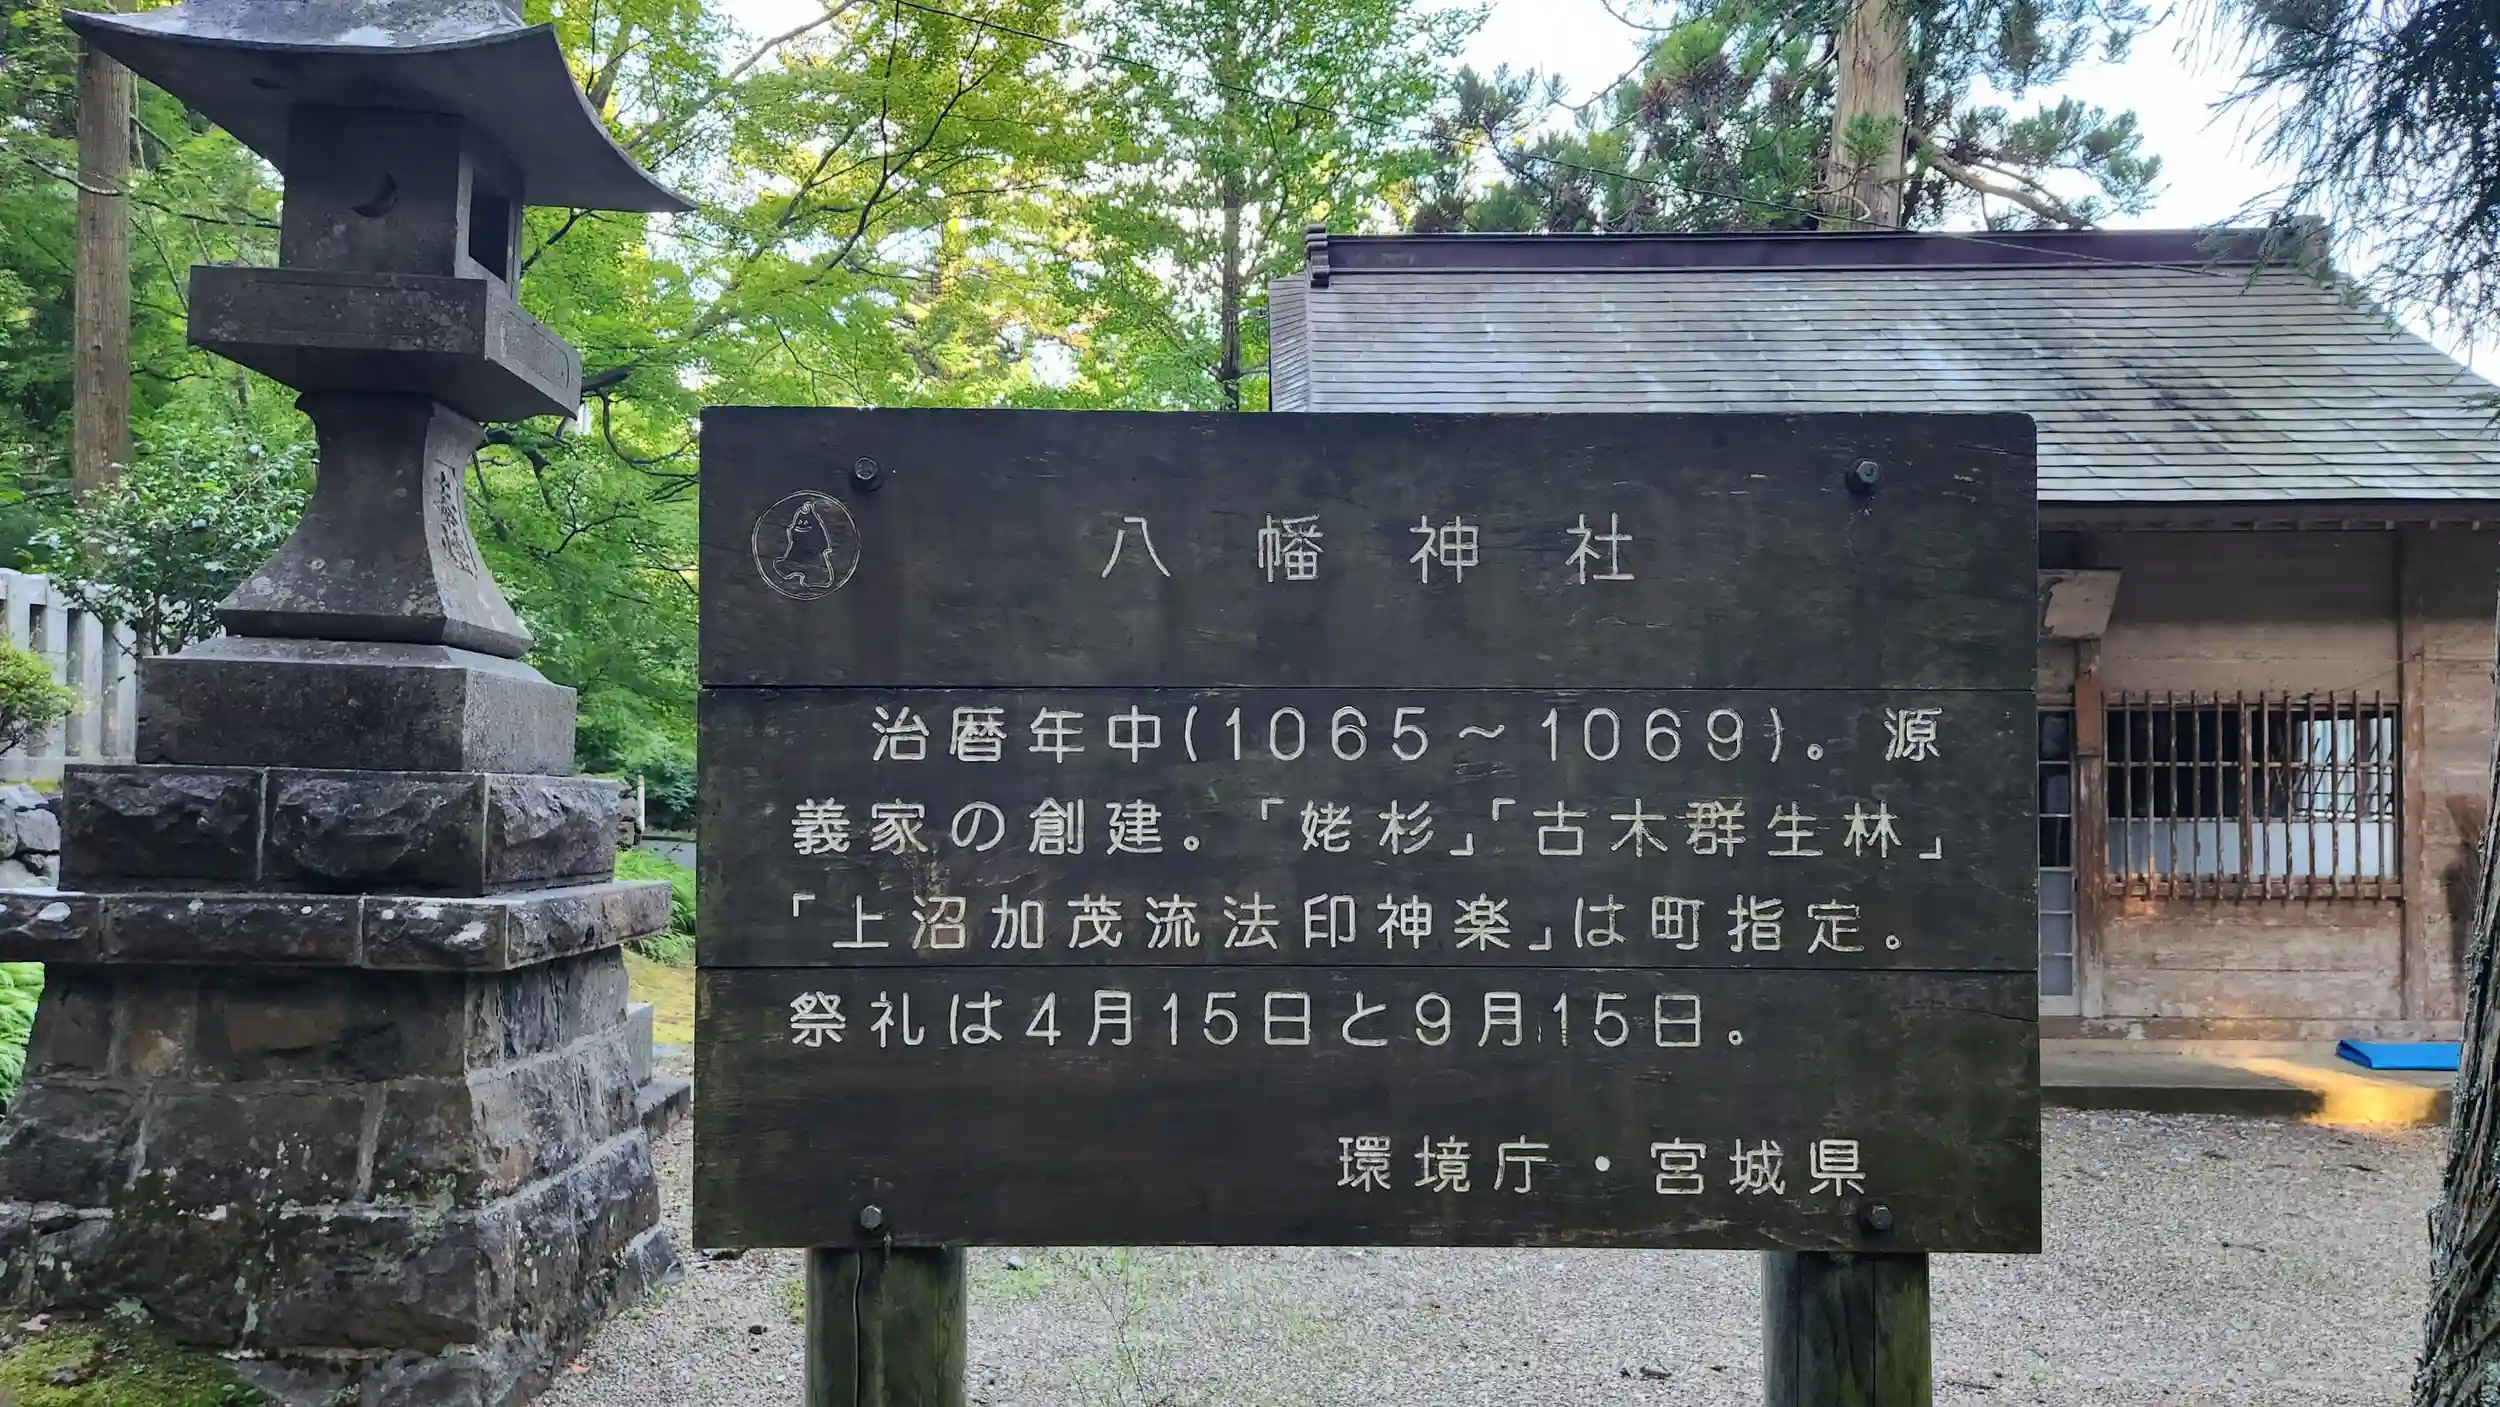 八幡神社
治暦年中(1065～1069)。源
義家の創建。「姥杉」「古木群生林」
「上沼加茂流法印神楽」は町指定。
祭礼は4月15日と9月15日。
環境庁・宮城県